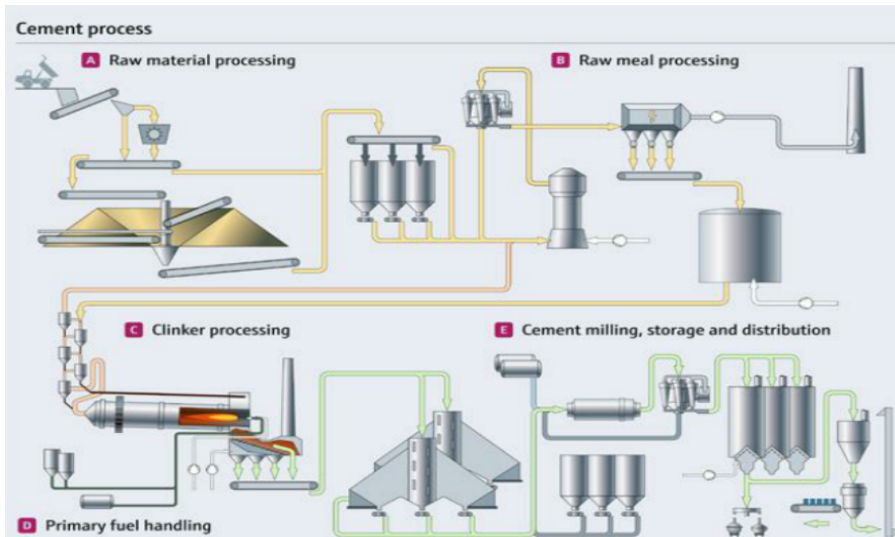 Cement process
A Raw material processing
B Raw meal processing
C Clinker processing
E Cement milling, storage and distribution
D Primary fuel handling